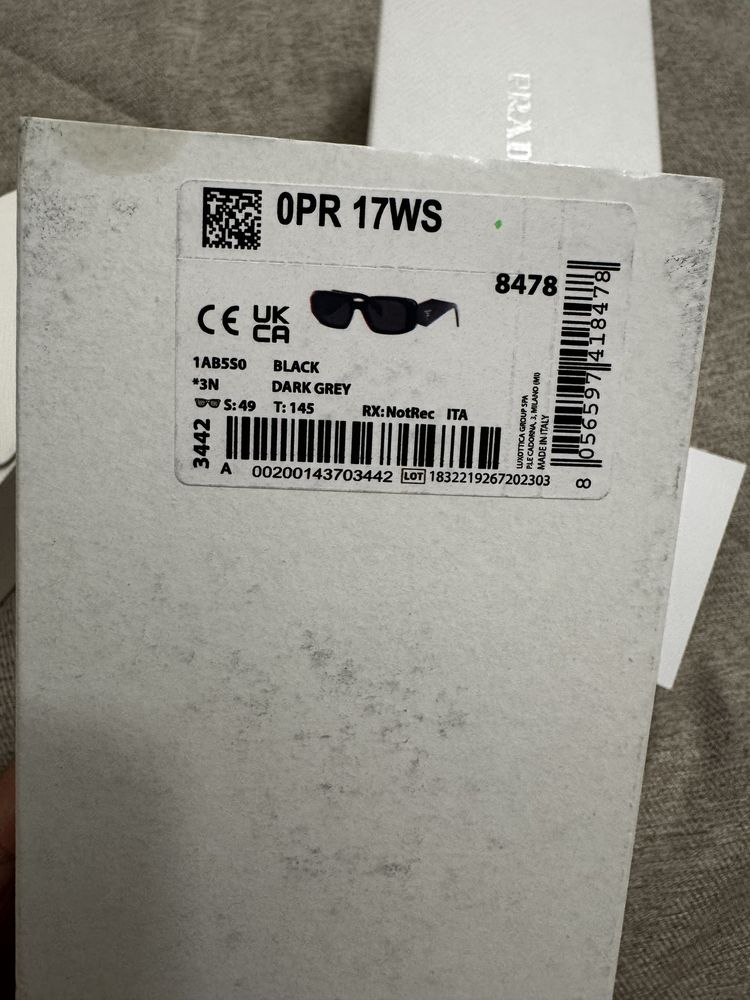 PRAD
0PR 17WS
8478
CE UK CA
1AB5S0 BLACK
*3N DARK GREY
S: 49 T: 145 RX: NotRec ITA
3442
A 00200143703442 LOT 1832219267202303
LUXOTTICA GROUP SPA
P.LE CADORNA, 3, MILANO (MI)
MADE IN ITALY
8 056597 418478